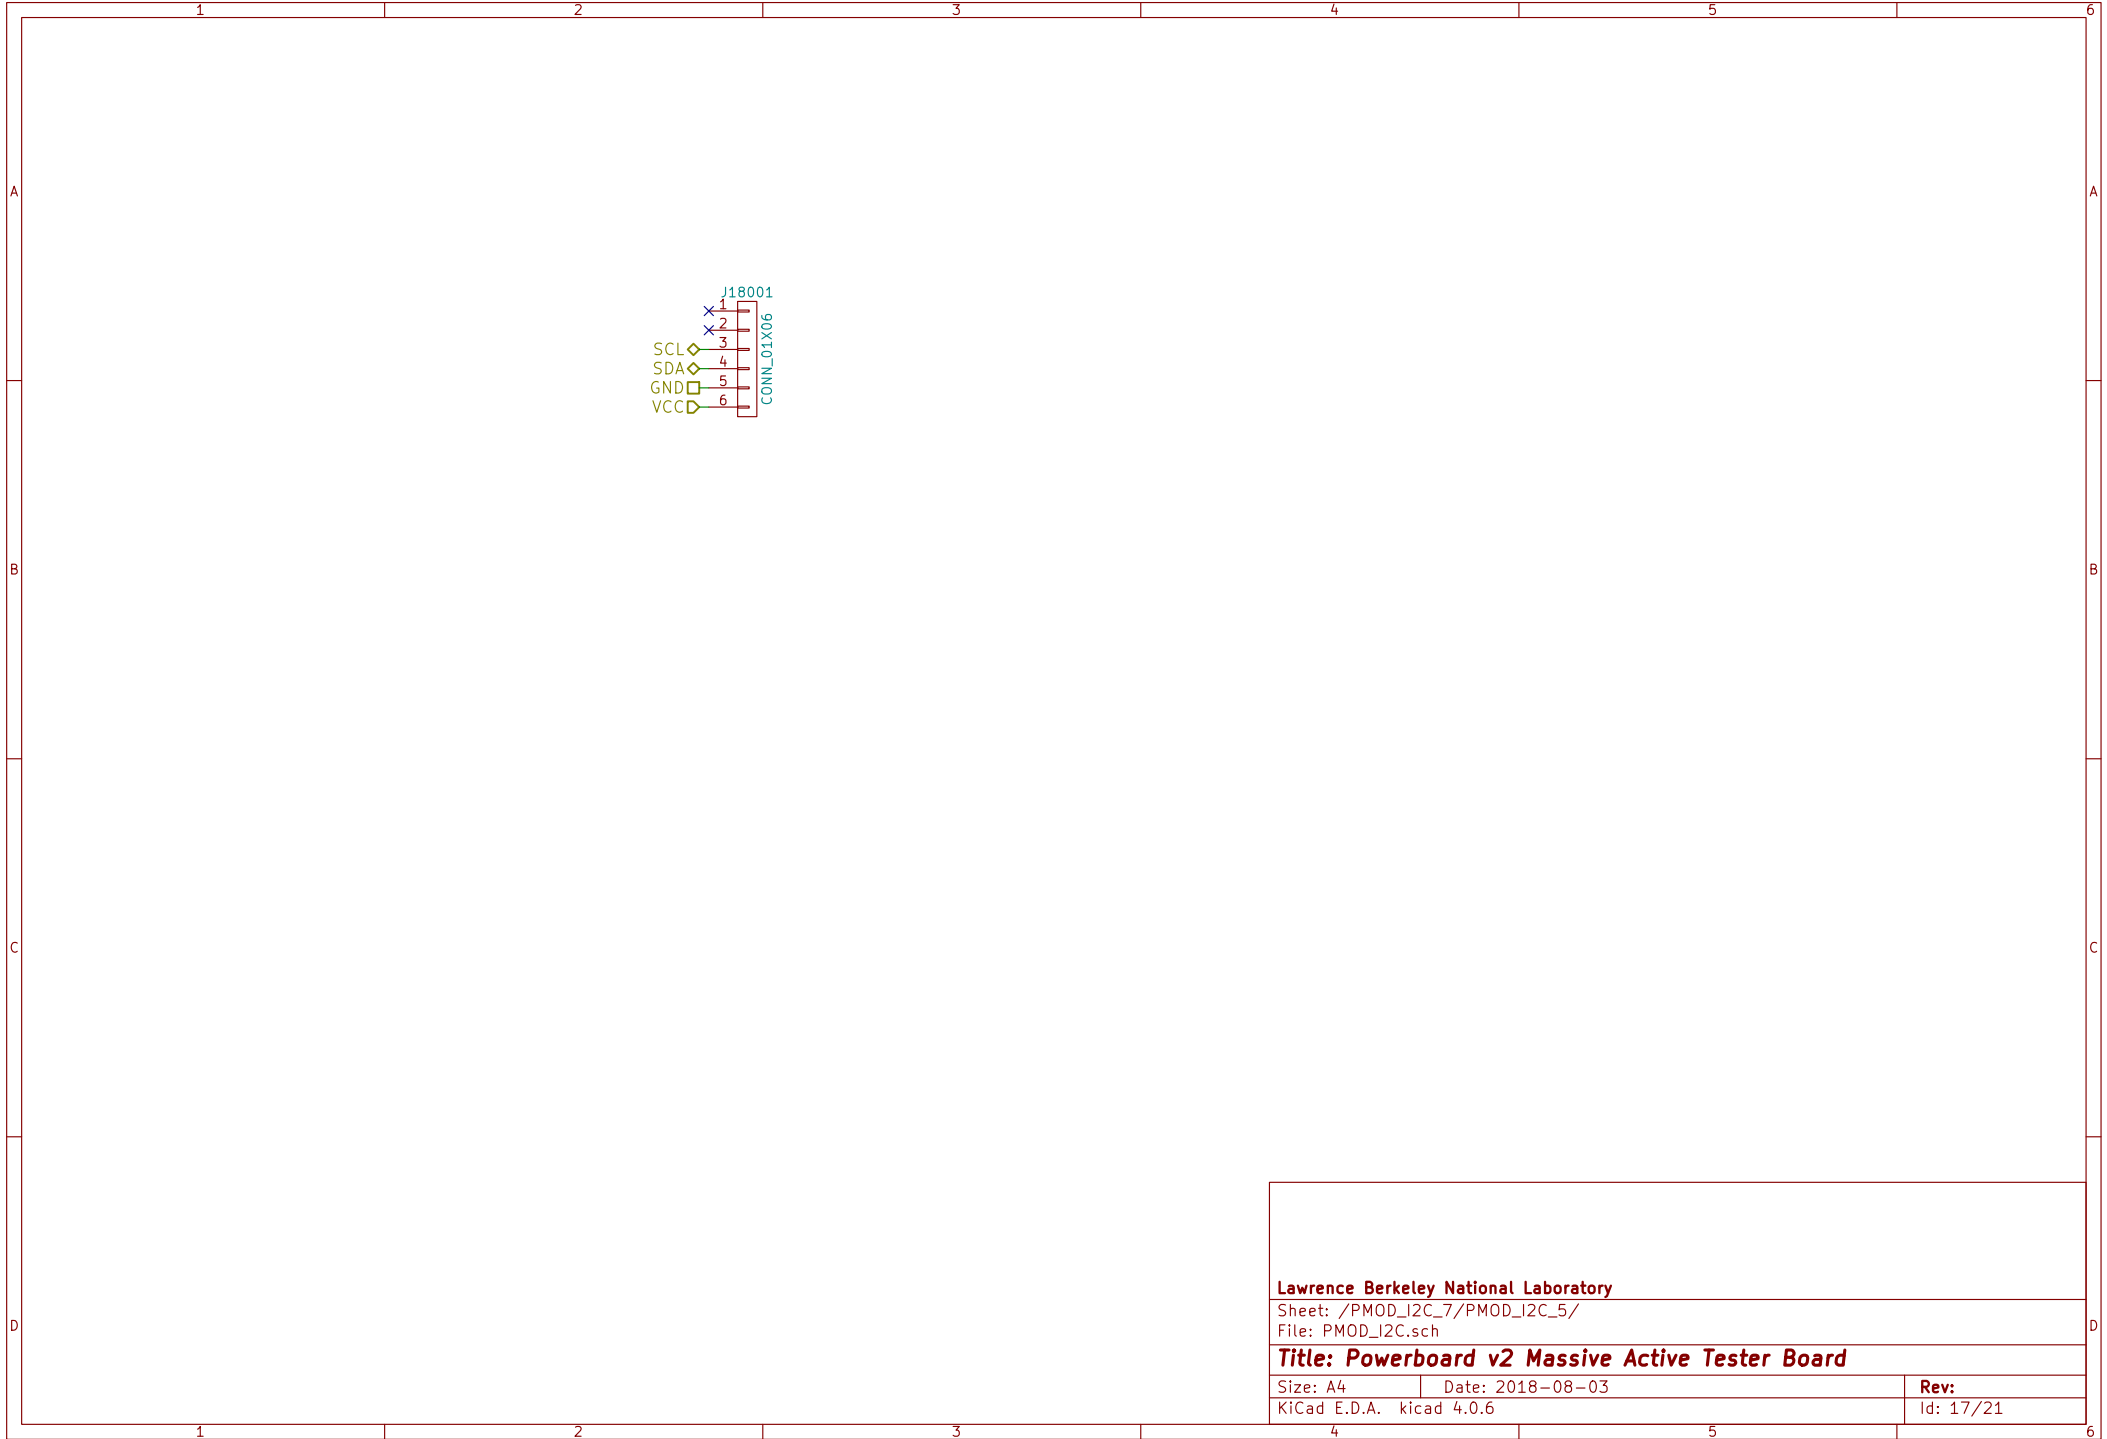 1 2 3 4 5 6
A A
J18001
1
2
SCL 3
SDA 4
GND 5
VCC 6
CONN_01X06
B B
C C
Lawrence Berkeley National Laboratory
Sheet: /PMOD_I2C_7/PMOD_I2C_5/
D D
File: PMOD_I2C.sch
Title: Powerboard v2 Massive Active Tester Board
Size: A4 Date: 2018-08-03 Rev:
KiCad E.D.A. kicad 4.0.6 Id: 17/21
1 2 3 4 5 6